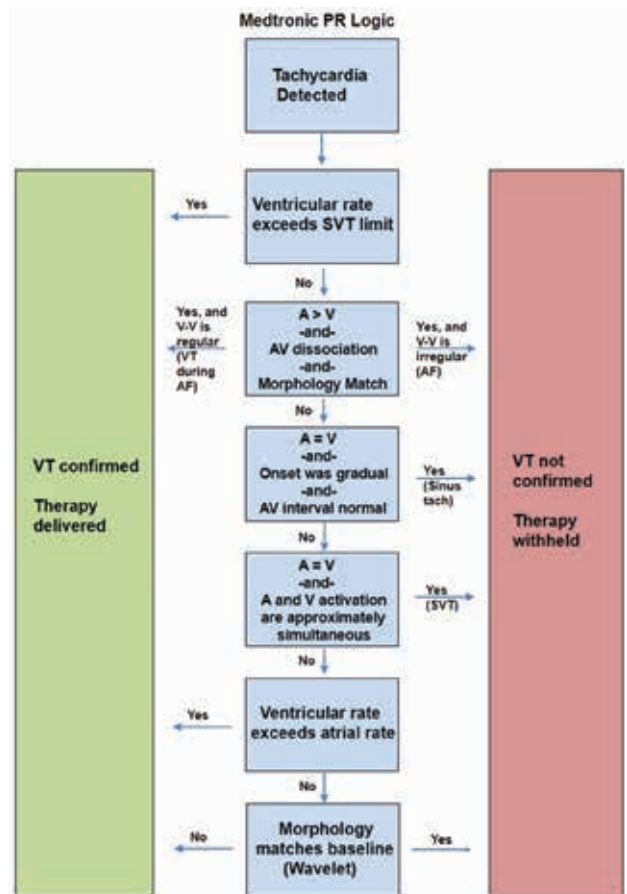 Medtronic PR Logic
Tachycardia
Detected
Ventricular rate
exceeds SVT limit
Yes
No
A > V
-and-
AV dissociation
-and-
Morphology Match
Yes, and
V-V is
regular
(VT
during
AF)
Yes, and
V-V is
irregular
(AF)
No
A = V
-and-
Onset was gradual
-and-
AV interval normal
Yes
(Sinus
tach)
No
A = V
-and-
A and V activation
are approximately
simultaneous
Yes
(SVT)
No
Ventricular rate
exceeds atrial rate
Yes
No
Morphology
matches baseline
(Wavelet)
No
Yes
VT confirmed
Therapy
delivered
VT not
confirmed
Therapy
withheld